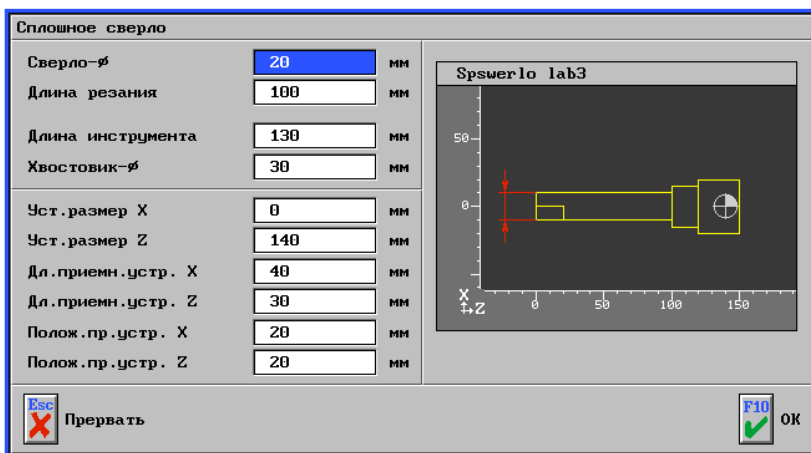 Сплошное сверло
Сверло-ø 20 мм
Длина резания 100 мм
Длина инструмента 130 мм
Хвостовик-ø 30 мм
Уст.размер X 0 мм
Уст.размер Z 140 мм
Дл.приемн.устр. X 40 мм
Дл.приемн.устр. Z 30 мм
Полож.пр.устр. X 20 мм
Полож.пр.устр. Z 20 мм
Spswerlo lab3
50
0
X
Z
0 50 100 150
Esc Прервать
F10 ОК